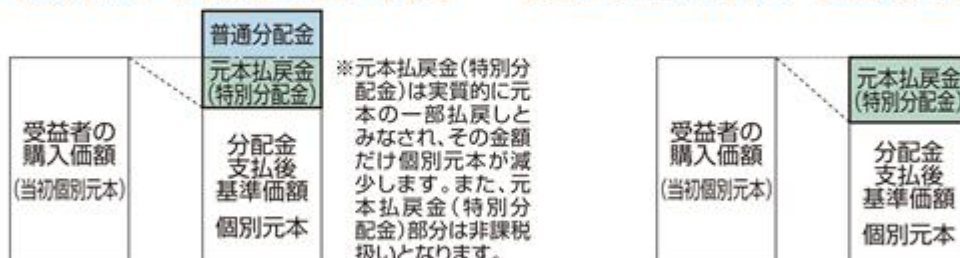 普通分配金
元本払戻金
(特別分配金)
受益者の
購入価額
(当初個別元本)
分配金
支払後
基準価額
個別元本
※元本払戻金(特別分
配金)は実質的に元
本の一部払戻しと
みなされ、その金額
だけ個別元本が減
少します。また、元
本払戻金(特別分
配金)部分は非課税
扱いとなります。
受益者の
購入価額
(当初個別元本)
元本払戻金
(特別分配金)
分配金
支払後
基準価額
個別元本